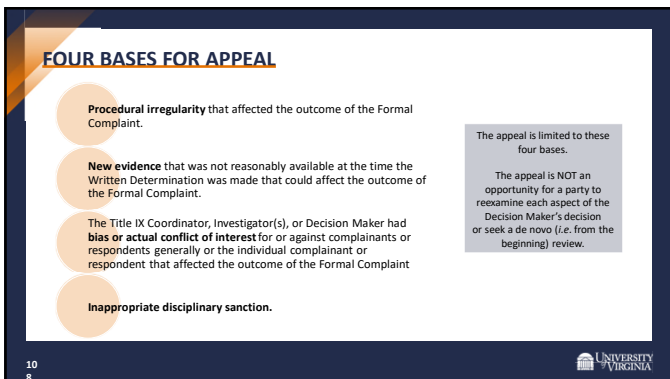 FOUR BASES FOR APPEAL
Procedural irregularity that affected the outcome of the Formal
Complaint.
New evidence that was not reasonably available at the time the
Written Determination was made that could affect the outcome of
the Formal Complaint.
The Title IX Coordinator, Investigator(s), or Decision Maker had
bias or actual conflict of interest for or against complainants or
respondents generally or the individual complainant or
respondent that affected the outcome of the Formal Complaint
Inappropriate disciplinary sanction.
The appeal is limited to these
four bases.
The appeal is NOT an
opportunity for a party to
reexamine each aspect of the
Decision Maker's decision
or seek a de novo (i.e. from the
beginning) review.
10
8
UNIVERSITY
VIRGINIA